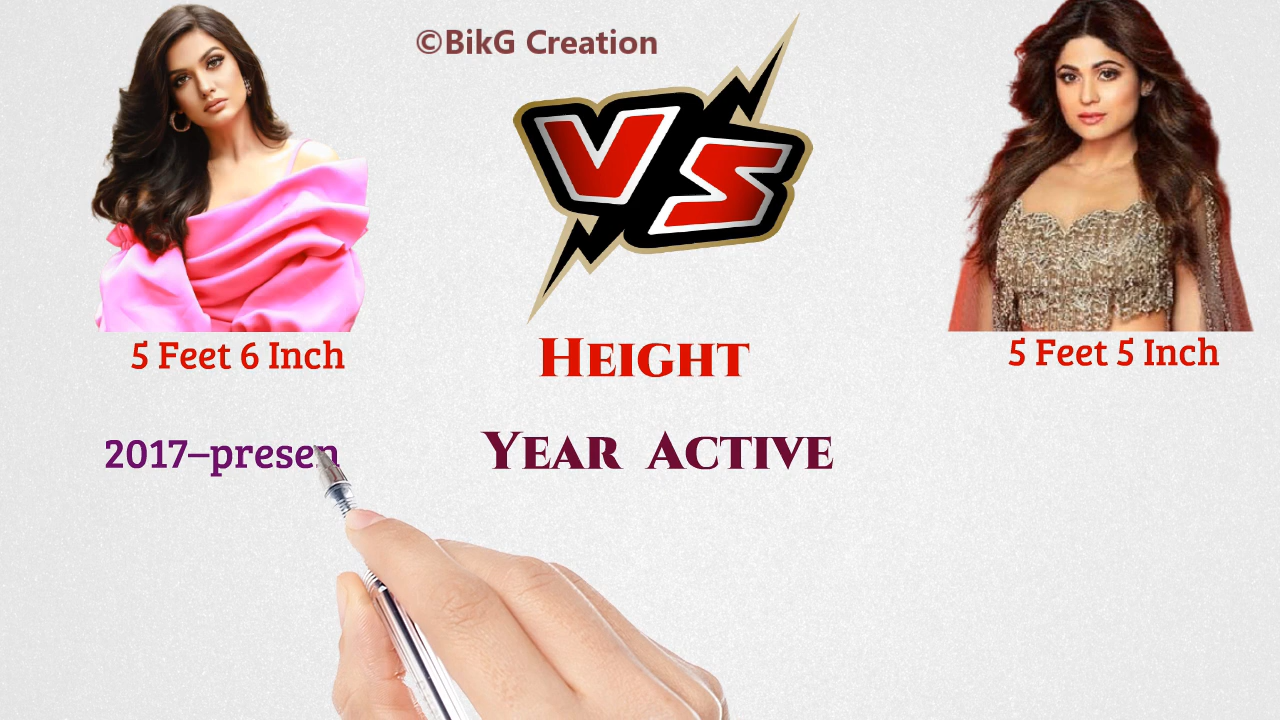 ©BikG Creation
VS
5 Feet 6 Inch
Height
5 Feet 5 Inch
2017–presen
Year Active